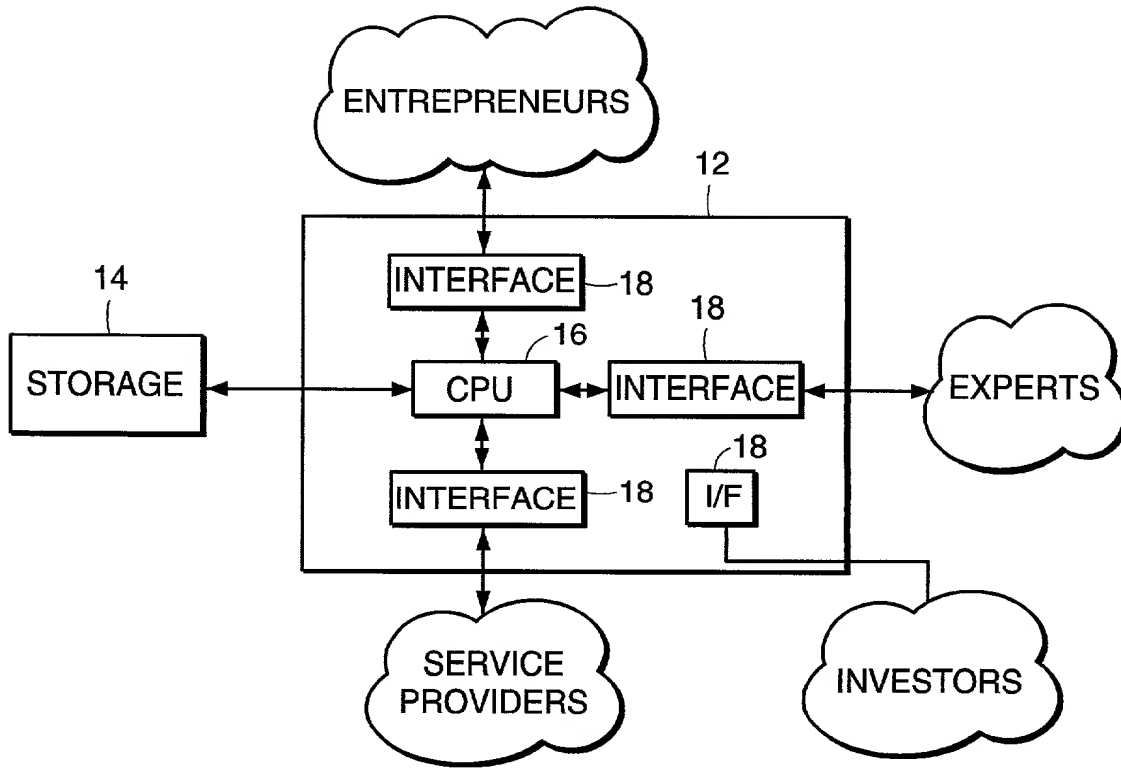 ENTREPRENEURS
12
14
INTERFACE
18
18
16
STORAGE
CPU
INTERFACE
EXPERTS
18
INTERFACE
18
I/F
SERVICE
PROVIDERS
INVESTORS